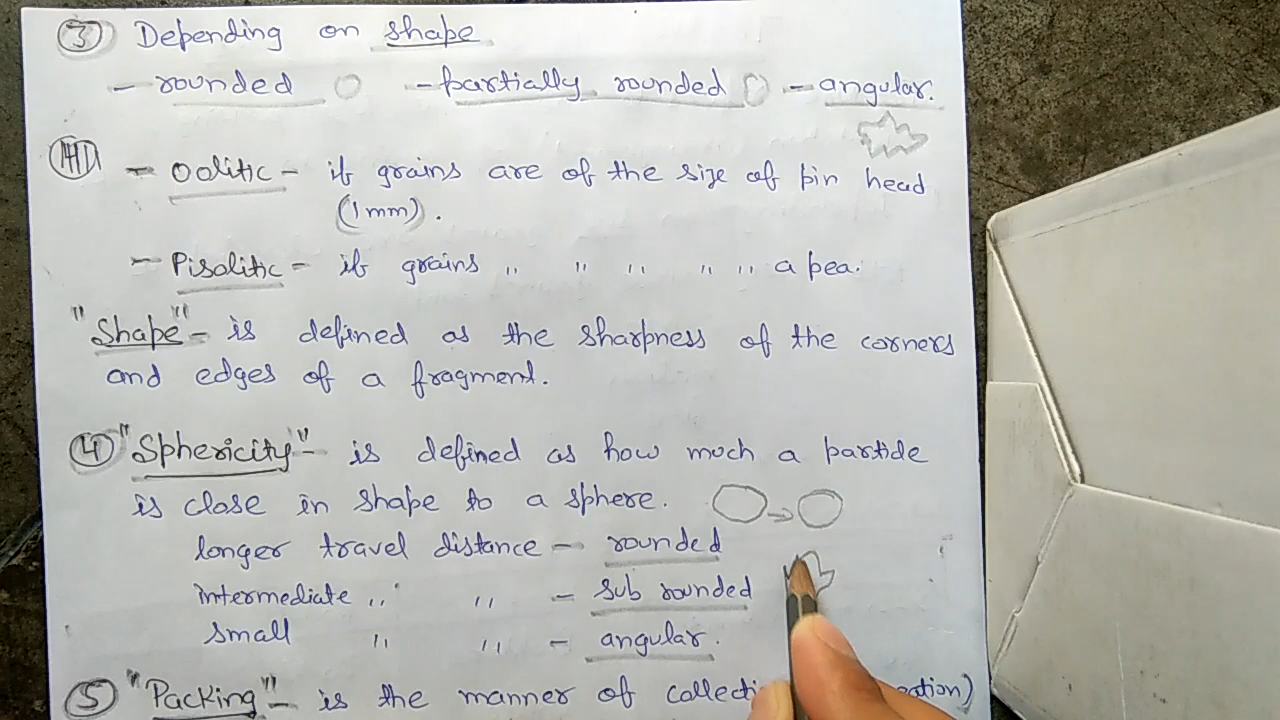 ③ Depending on shape
- rounded - partially rounded - angular.
- Oolitic - if grains are of the size of pin head
(1 mm).
- Pisolitic - if grains " " " " " a pea.
"Shape" - is defined as the sharpness of the corners
and edges of a fragment.
④ "Sphericity" - is defined as how much a particle
is close in shape to a sphere.
longer travel distance - rounded
intermediate " " - sub rounded
small " " - angular.
⑤ "Packing" - is the manner of